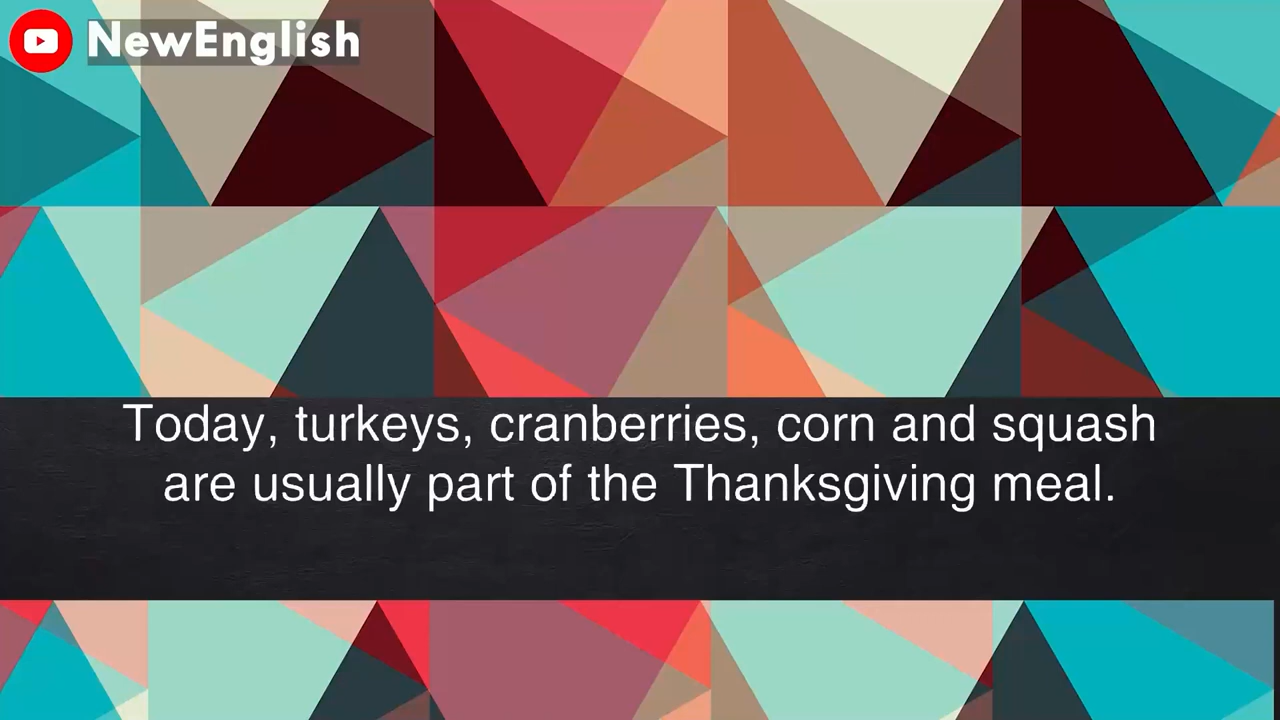 NewEnglish
Today, turkeys, cranberries, corn and squash
are usually part of the Thanksgiving meal.